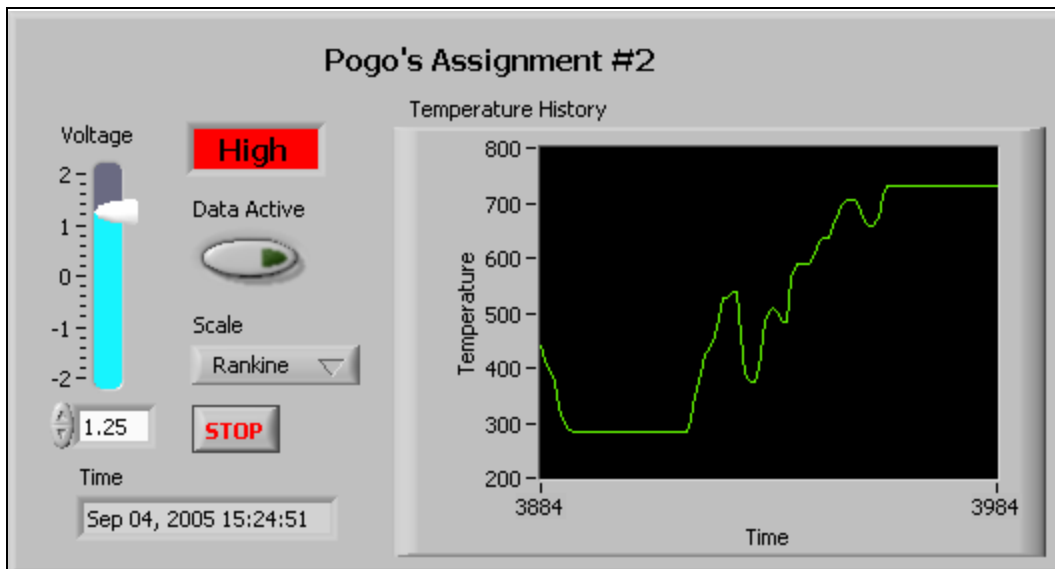 Pogo's Assignment #2
Voltage
2
1
0
-1
-2
1.25
High
Data Active
Scale
Rankine
STOP
Time
Sep 04, 2005 15:24:51
Temperature History
Temperature
800
700
600
500
400
300
200
3884
3984
Time